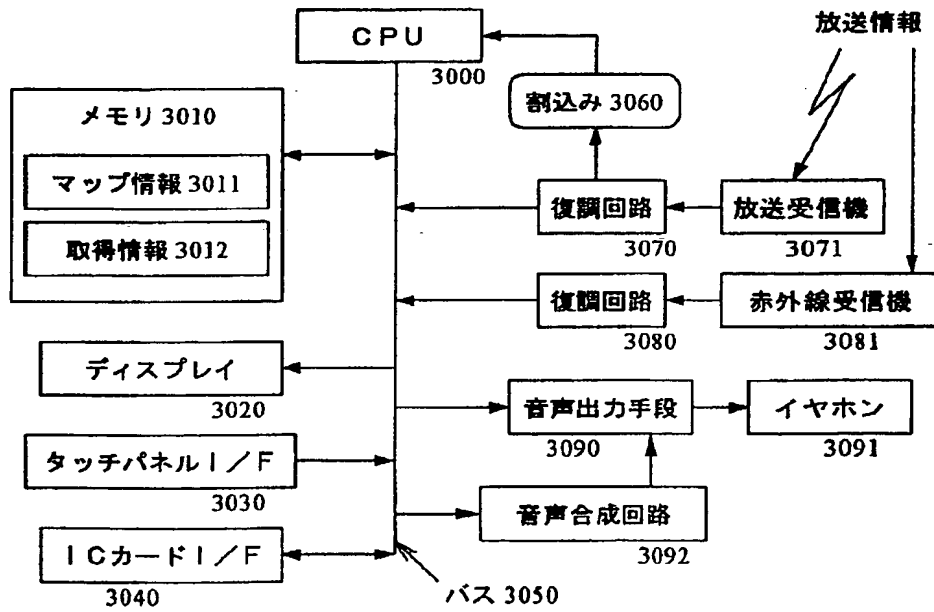 放送情報
CPU
3000
割込み 3060
メモリ 3010
マップ情報 3011
取得情報 3012
復調回路
3070
放送受信機
3071
復調回路
3080
赤外線受信機
3081
ディスプレイ
3020
音声出力手段
3090
イヤホン
3091
タッチパネルI/F
3030
音声合成回路
3092
ICカードI/F
3040
バス 3050